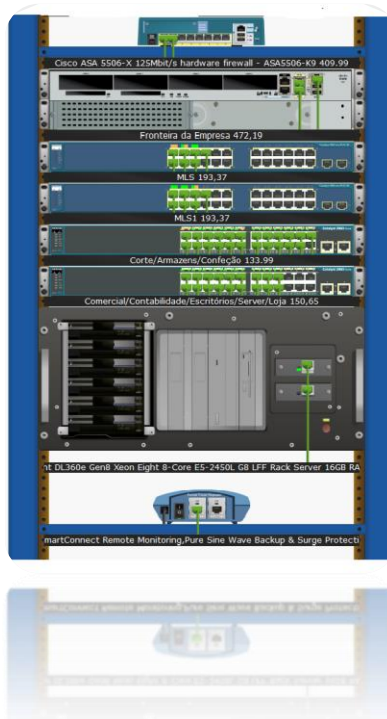 Cisco ASA 5506-X 125Mbit/s hardware firewall - ASA5506-K9 409.99
Fronteira da Empresa 472,19
MLS 193,37
MLS1 193,37
Corte/Armazens/Confeção 133.99
Comercial/Contabilidade/Escritórios/Server/Loja 150,65
nt DL360e Gen8 Xeon Eight 8-Core E5-2450L G8 LFF Rack Server 16GB RA
martConnect Remote Monitoring,Pure Sine Wave Backup & Surge Protecti